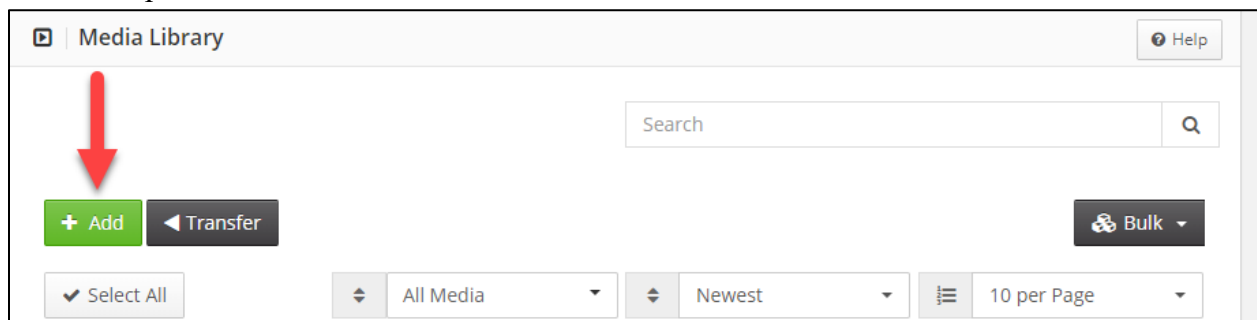 Media Library
Help
Search
+ Add
Transfer
Bulk
Select All
All Media
Newest
10 per Page